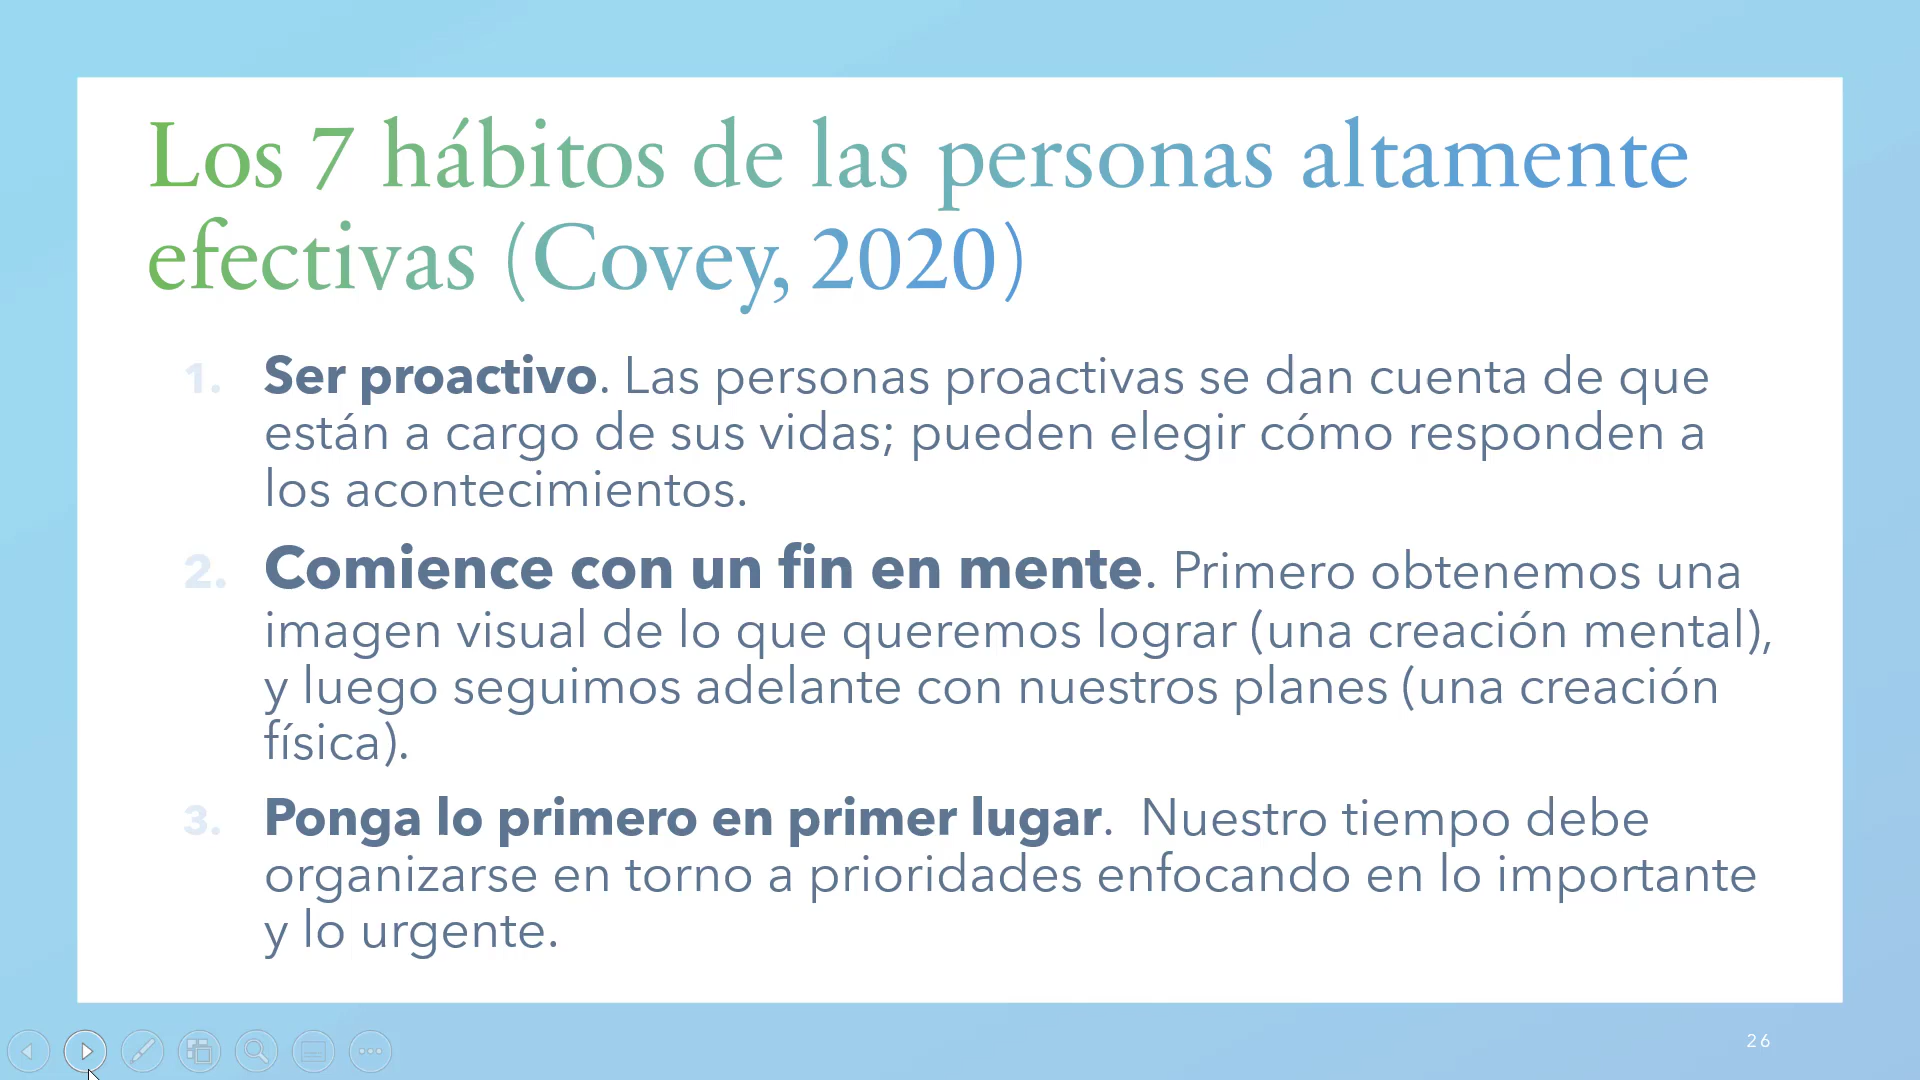 Los 7 hábitos de las personas altamente
efectivas (Covey, 2020)
1. Ser proactivo. Las personas proactivas se dan cuenta de que
están a cargo de sus vidas; pueden elegir cómo responden a
los acontecimientos.
2. Comience con un fin en mente. Primero obtenemos una
imagen visual de lo que queremos lograr (una creación mental),
y luego seguimos adelante con nuestros planes (una creación
física).
3. Ponga lo primero en primer lugar.  Nuestro tiempo debe
organizarse en torno a prioridades enfocando en lo importante
y lo urgente.
26